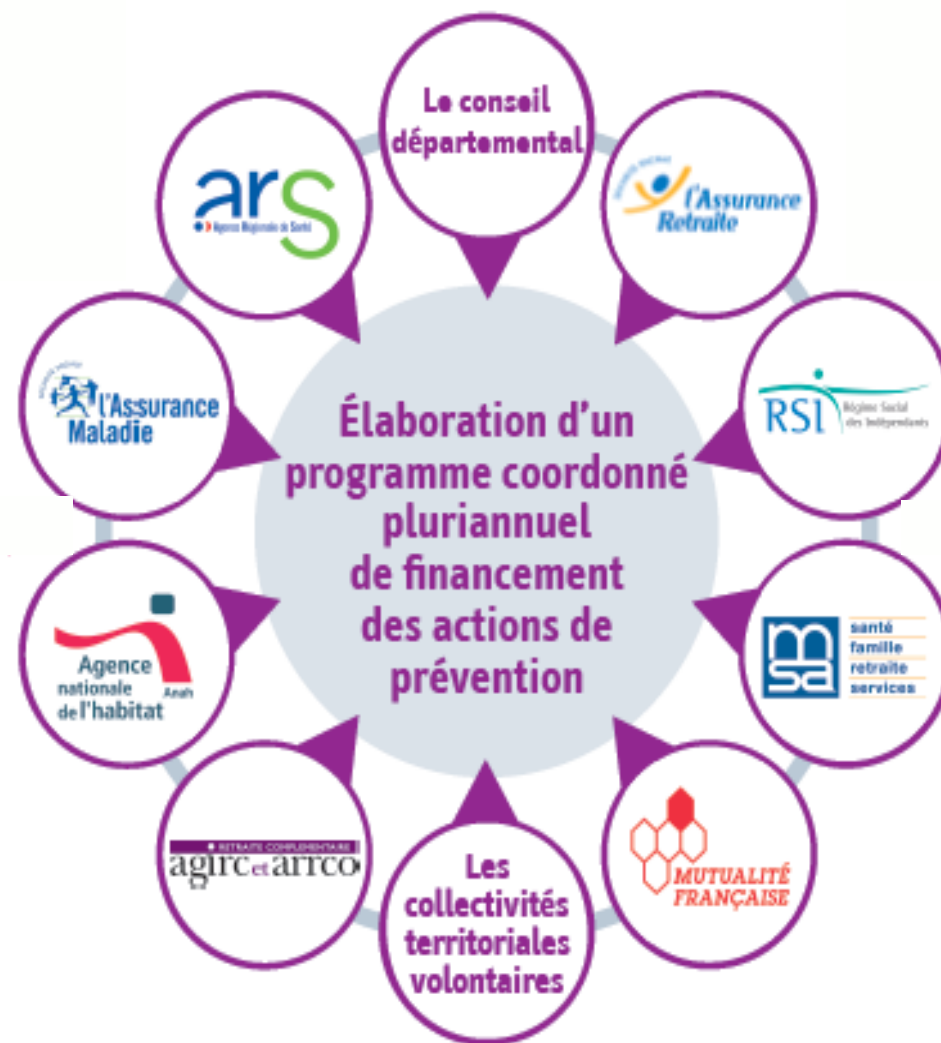 Le conseil
départemental
l'Assurance
Retraite
RSI
Régime Social
des Indépendants
msa
santé
famille
retraite
services
MUTUALITÉ
FRANÇAISE
Les
collectivités
territoriales
volontaires
RETRAITE COMPLÉMENTAIRE
agirc et arrco
Agence
nationale
de l'habitat
Anah
l'Assurance
Maladie
ars
Agence Régionale de Santé
Élaboration d'un
programme coordonné
pluriannuel
de financement
des actions de
prévention